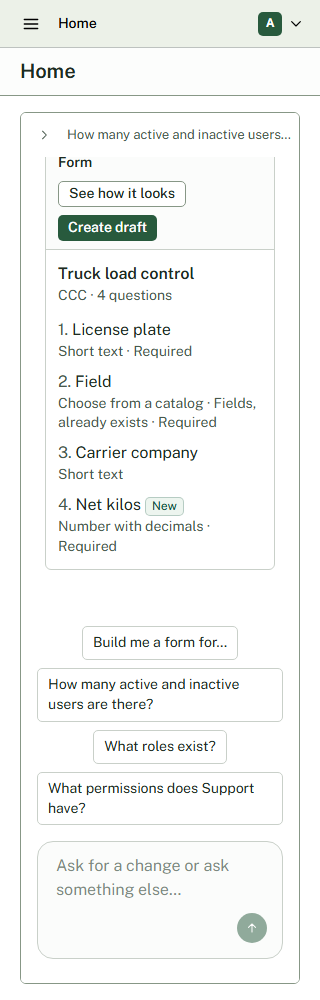 Home
A
Home
How many active and inactive users...
Form
See how it looks
Create draft
Truck load control
CCC · 4 questions
1. License plate
Short text · Required
2. Field
Choose from a catalog · Fields,
already exists · Required
3. Carrier company
Short text
4. Net kilos New
Number with decimals ·
Required
Build me a form for...
How many active and inactive
users are there?
What roles exist?
What permissions does Support
have?
Ask for a change or ask
something else...